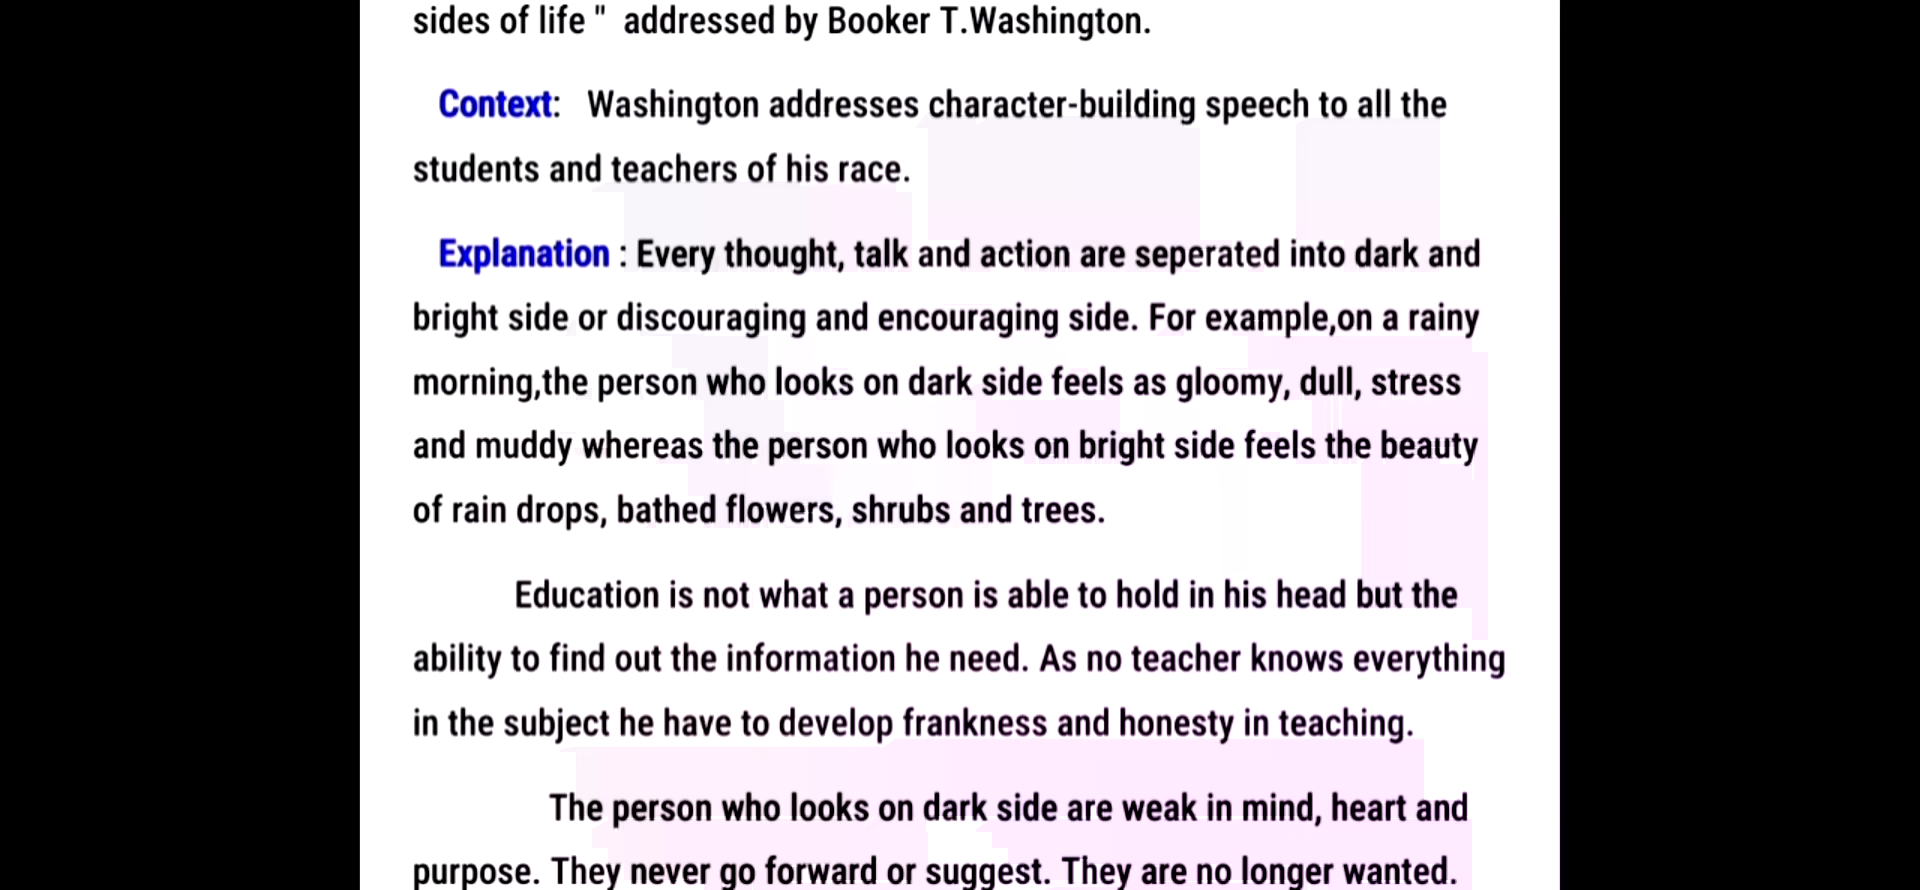 sides of life " addressed by Booker T.Washington.
Context: Washington addresses character-building speech to all the
students and teachers of his race.
Explanation : Every thought, talk and action are seperated into dark and
bright side or discouraging and encouraging side. For example,on a rainy
morning,the person who looks on dark side feels as gloomy, dull, stress
and muddy whereas the person who looks on bright side feels the beauty
of rain drops, bathed flowers, shrubs and trees.
Education is not what a person is able to hold in his head but the
ability to find out the information he need. As no teacher knows everything
in the subject he have to develop frankness and honesty in teaching.
The person who looks on dark side are weak in mind, heart and
purpose. They never go forward or suggest. They are no longer wanted.